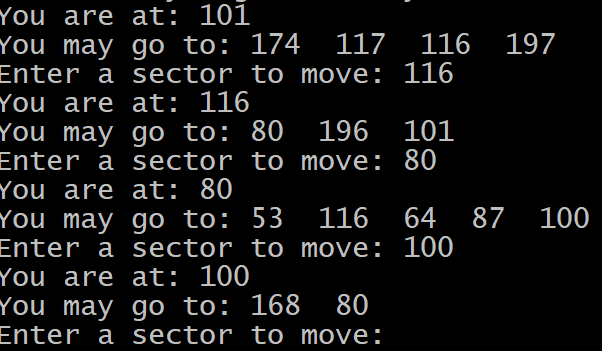 You are at: 101
You may go to: 174  117  116  197
Enter a sector to move: 116
You are at: 116
You may go to: 80  196  101
Enter a sector to move: 80
You are at: 80
You may go to: 53  116  64  87  100
Enter a sector to move: 100
You are at: 100
You may go to: 168  80
Enter a sector to move: